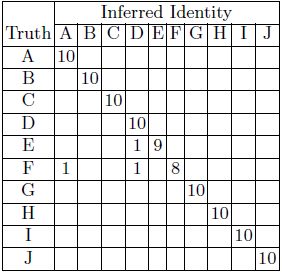 Inferred Identity
Truth A B C D E F G H I J
A 10
B 10
C 10
D 10
E 1 9
F 1 1 8
G 10
H 10
I 10
J 10